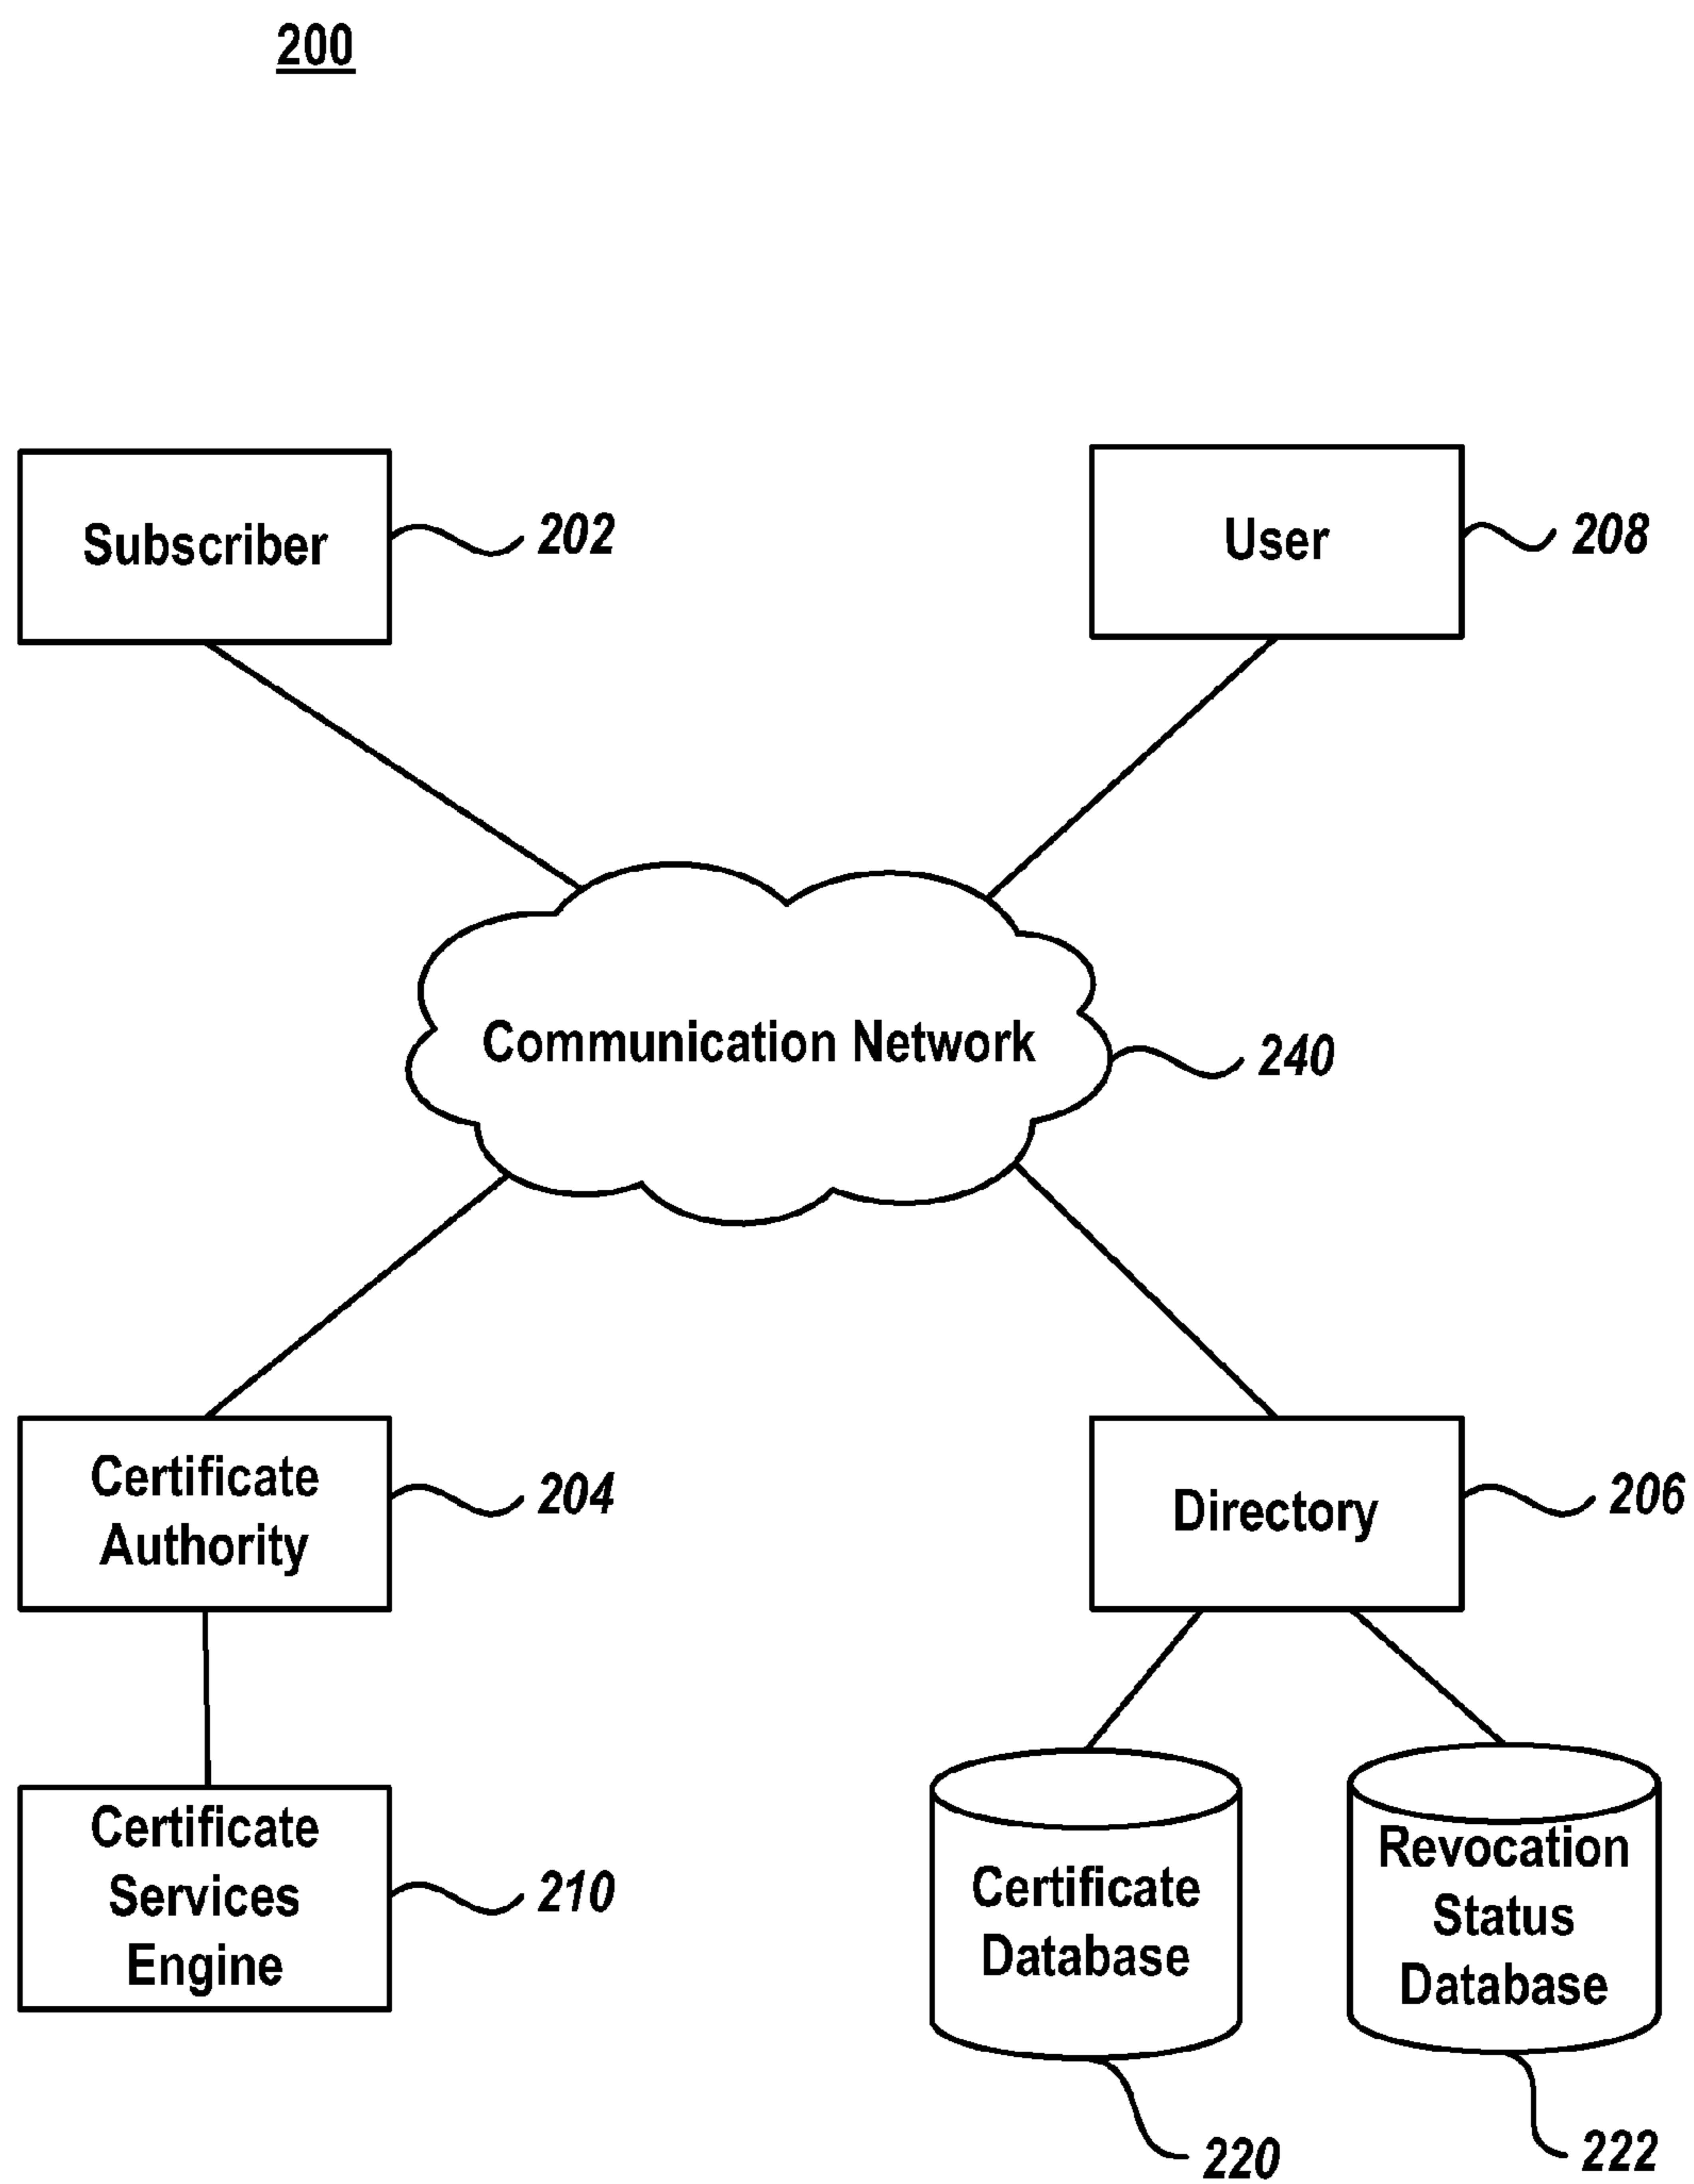 200
Subscriber
202
User
208
Communication Network
240
Certificate
Authority
204
Directory
206
Certificate
Services
Engine
210
Certificate
Database
220
Revocation
Status
Database
222